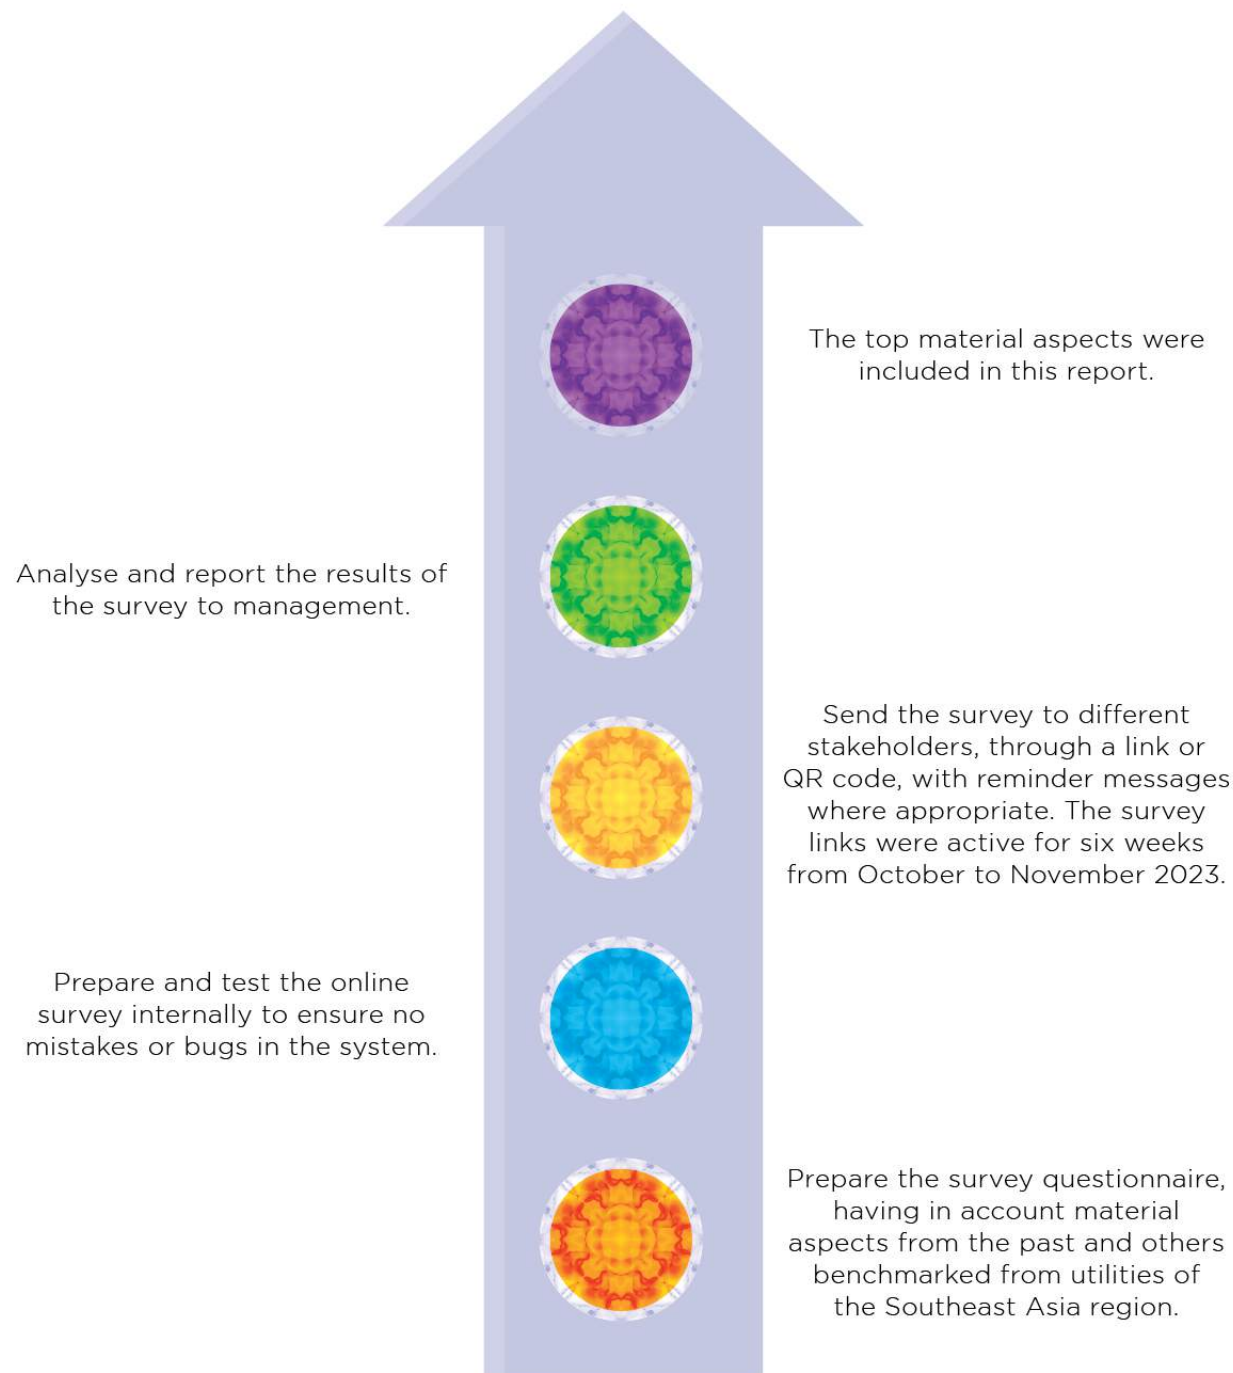 The top material aspects were
included in this report.
Analyse and report the results of
the survey to management.
Send the survey to different
stakeholders, through a link or
QR code, with reminder messages
where appropriate. The survey
links were active for six weeks
from October to November 2023.
Prepare and test the online
survey internally to ensure no
mistakes or bugs in the system.
Prepare the survey questionnaire,
having in account material
aspects from the past and others
benchmarked from utilities of
the Southeast Asia region.